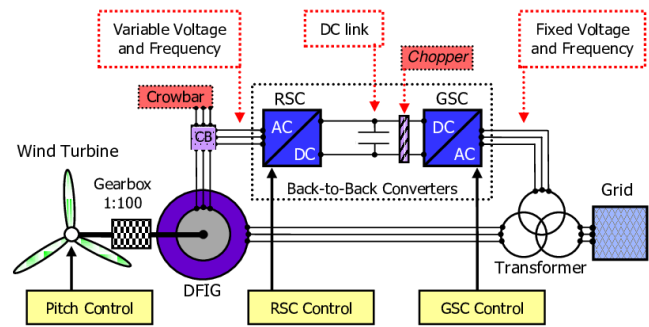 Variable Voltage
and Frequency
DC link
Fixed Voltage
and Frequency
Chopper
Crowbar
RSC
GSC
CB
AC
DC
DC
AC
Wind Turbine
Gearbox
1:100
Back-to-Back Converters
Grid
DFIG
Transformer
Pitch Control
RSC Control
GSC Control